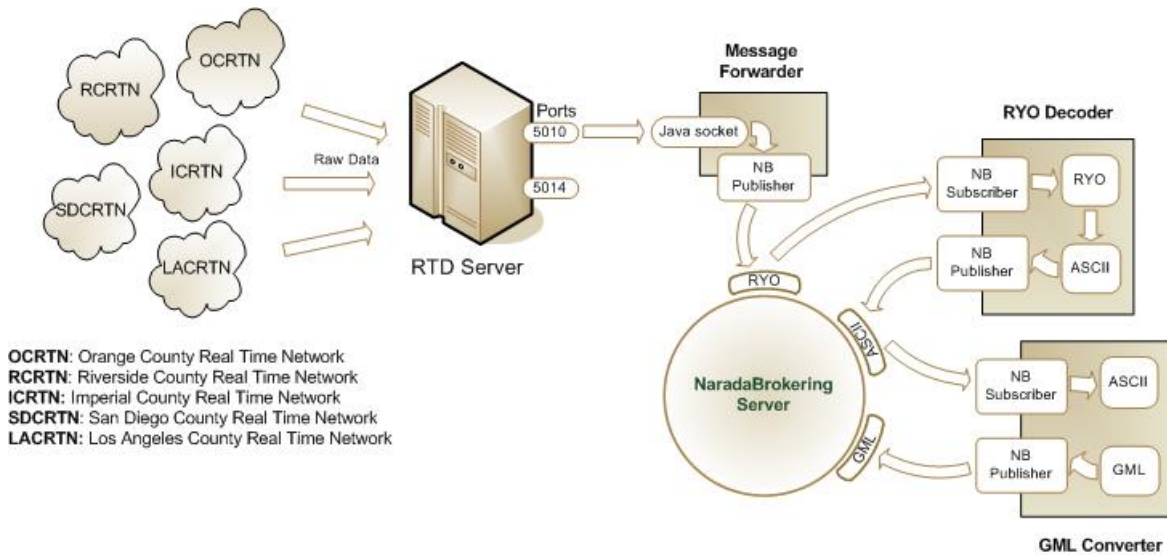 OCRTN
RCRTN
ICRTN
SDCRTN
LACRTN
Raw Data
Ports
5010
5014
RTD Server
Message
Forwarder
Java socket
NB
Publisher
RYO Decoder
NB
Subscriber
RYO
NB
Publisher
ASCII
RYO
ASCII
GML
NaradaBrokering
Server
NB
Subscriber
ASCII
NB
Publisher
GML
GML Converter
OCRTN: Orange County Real Time Network
RCRTN: Riverside County Real Time Network
ICRTN: Imperial County Real Time Network
SDCRTN: San Diego County Real Time Network
LACRTN: Los Angeles County Real Time Network